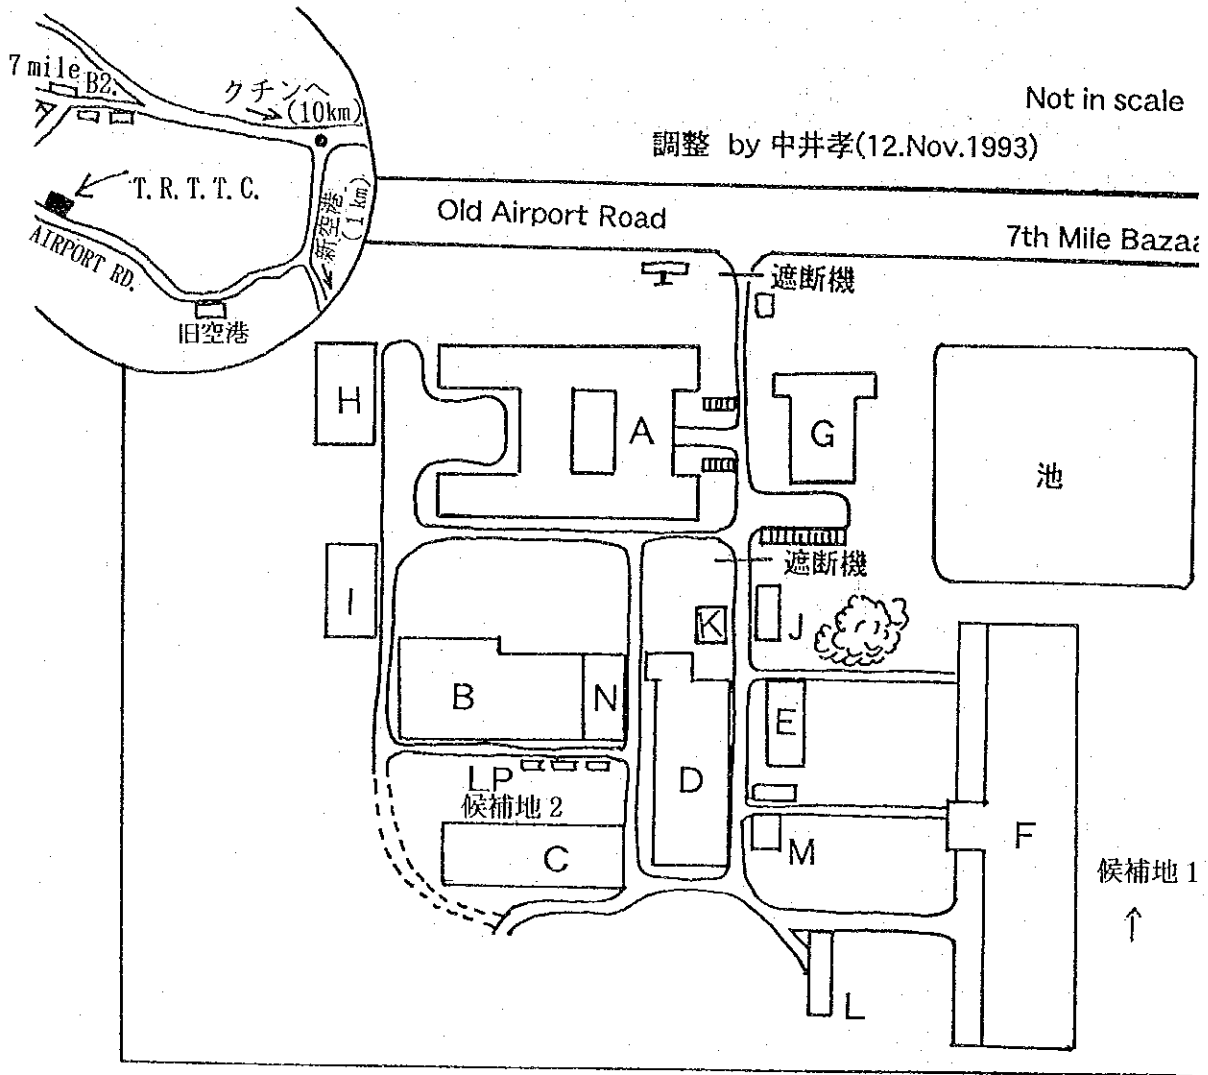 7 mile
B2.
クチンへ
(10km)
Not in scale
調整 by 中井孝(12.Nov.1993)
T.R.T.T.C.
新空港
(1km)
Old Airport Road
7th Mile Bazaa
AIRPORT RD.
旧空港
遮断機
H
A
G
池
遮断機
I
K
J
B
N
E
LP
D
候補地2
C
M
F
候補地1
L